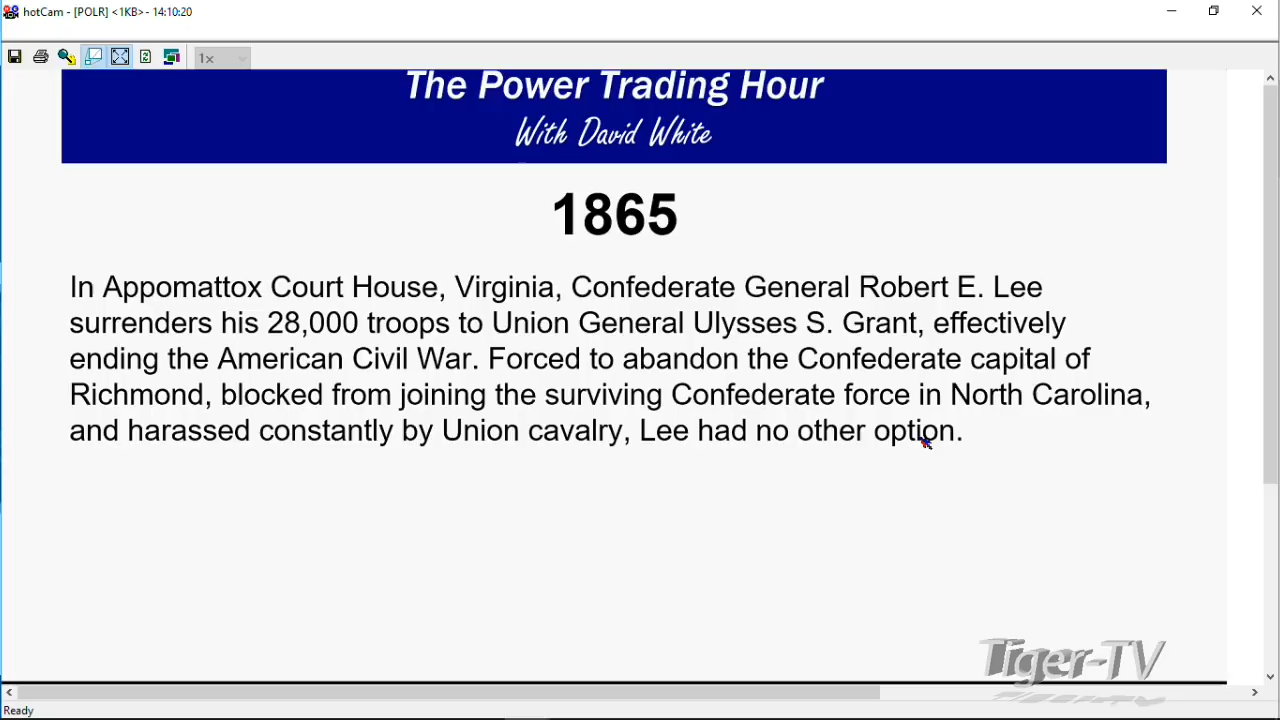 hotCam - [POLR] <1KB> - 14:10:20
1x
The Power Trading Hour
With David White
1865
In Appomattox Court House, Virginia, Confederate General Robert E. Lee
surrenders his 28,000 troops to Union General Ulysses S. Grant, effectively
ending the American Civil War. Forced to abandon the Confederate capital of
Richmond, blocked from joining the surviving Confederate force in North Carolina,
and harassed constantly by Union cavalry, Lee had no other option.
Tiger-TV
Ready